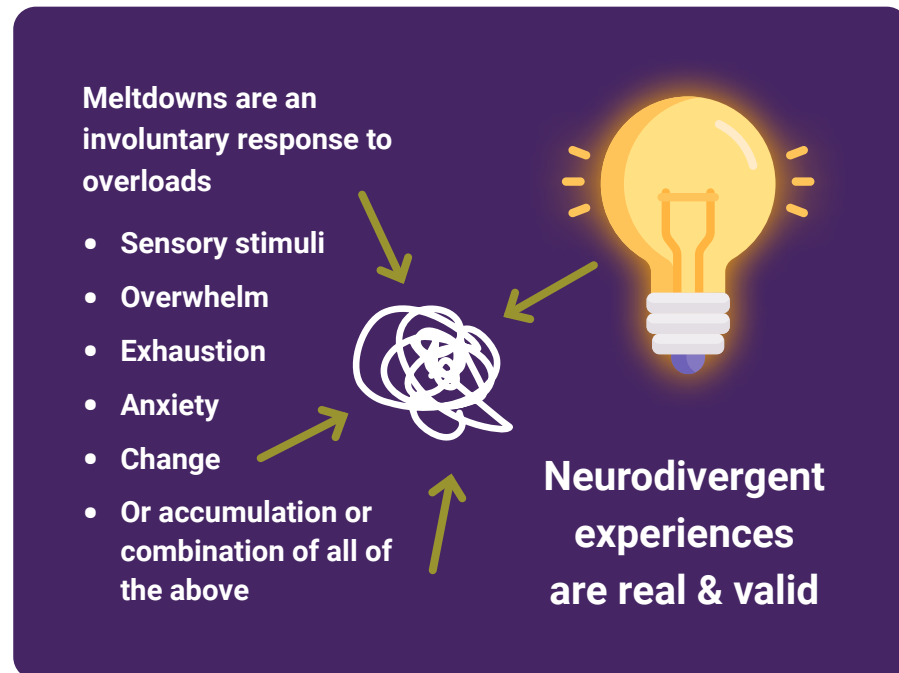 Meltdowns are an
involuntary response to
overloads
• Sensory stimuli
• Overwhelm
• Exhaustion
• Anxiety
• Change
• Or accumulation or
combination of all of
the above
Neurodivergent
experiences
are real & valid